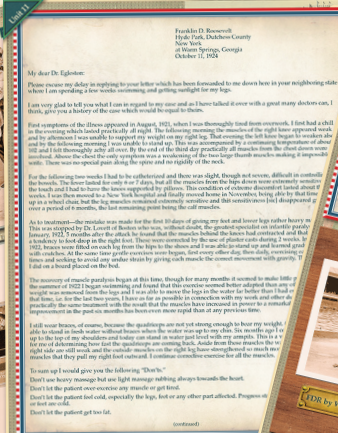 Unit 11
Franklin D. Roosevelt
Hyde Park, Dutchess County
New York
at Warm Springs, Georgia
October 11, 1924
My dear Dr. Egleston:
Please excuse my delay in replying to your letter which has been forwarded to me down here in your neighboring state
where I am spending a few weeks swimming and getting sunlight for my legs.
I am very glad to tell you what I can in regard to my case and as I have talked it over with a great many doctors can, I
think, give you a history of the case which would be equal to theirs.
First symptoms of the illness appeared in August, 1921, when I was thoroughly tired from overwork. I first had a chill
in the evening which lasted practically all night. The following morning the muscles of the right knee appeared weak
and by afternoon I was unable to support my weight on my right leg. That evening the left knee began to weaken also
and by the following morning I was unable to stand up. This was accompanied by a continuing temperature of about
102 and I felt thoroughly achy all over. By the end of the third day practically all muscles from the chest down were
involved. Above the chest the only symptom was a weakening of the two large thumb muscles making it impossible
write. There was no special pain along the spine and no rigidity of the neck.
For the following two weeks I had to be catheterized and there was slight, though not severe, difficulty in controlling
the bowels. The fever lasted for only 6 or 7 days, but all the muscles from the hips down were extremely sensitive
the touch and I had to have the knees supported by pillows. This condition of extreme discomfort lasted about
weeks. I was then moved to a New York hospital and finally moved home in November, being able by that time
up in a wheel chair, but the leg muscles remained extremely sensitive and this sensitiveness [sic] disappeared
over a period of 6 months, the last remaining point being the calf muscles.
As to treatment—the mistake was made for the first 10 days of giving my feet and lower legs rather heavy
This was stopped by Dr. Lovett of Boston who was, without doubt, the greatest specialist on infantile
January, 1922, 5 months after the attack he found that the muscles behind the knees had contracted and that
a tendency to foot-drop in the right foot. These were corrected by the use of plaster casts during 2 weeks.
1922, braces were fitted on each leg from the hips to the shoes and I was able to stand up and learned
with crutches. At the same time gentle exercises were begun, first every other day, then daily, exercising
times and seeking to avoid any undue strain by giving each muscle the correct movement with gravity.
I did on a board placed on the bed.
The recovery of muscle paralysis began at this time, though for many months it seemed to make little
the summer of 1922 I began swimming and found that this exercise seemed better adapted than any
weight was removed from the legs and I was able to move the legs in the water far better than I had
that time, i.e. for the last two years, I have as far as possible in connection with my work and other
practically the same treatment with the result that the muscles have increased in power to a remarkable
improvement in the past six months has been even more rapid than at any previous time.
I still wear braces, of course, because the quadriceps are not yet strong enough to bear my weight.
able to stand in fresh water without braces when the water was up to my chin. Six months ago I
up to the top of my shoulders and today can stand in water just level with my armpits. This is a
for me of determining how fast the quadriceps are coming back. Aside from these muscles the
right side are still weak and the outside muscles on the right leg have strengthened so much
muscles that they pull my right foot outward. I continue corrective exercise for all the muscles.
To sum up I would give you the following "Don'ts:"
Don't use heavy massage but use light massage rubbing always towards the heart.
Don't let the patient over-exercise any muscle or get tired.
Don't let the patient feel cold, especially the legs, feet or any other part affected. Progress
or feet are cold.
Don't let the patient get too fat.
(continued)
FDR by